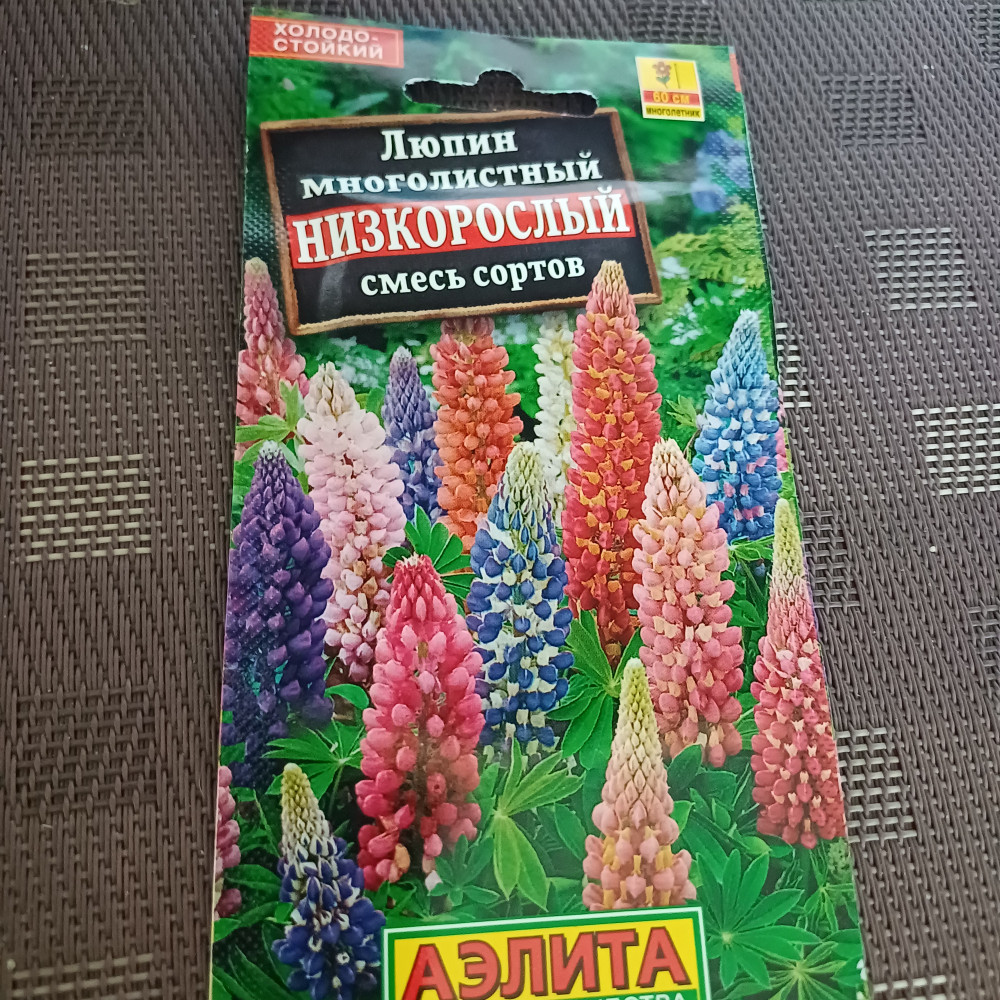 ХОЛОДО-
СТОЙКИЙ
60 см
многолетник
Люпин
многолистный
НИЗКОРОСЛЫЙ
смесь сортов
АЭЛИТА